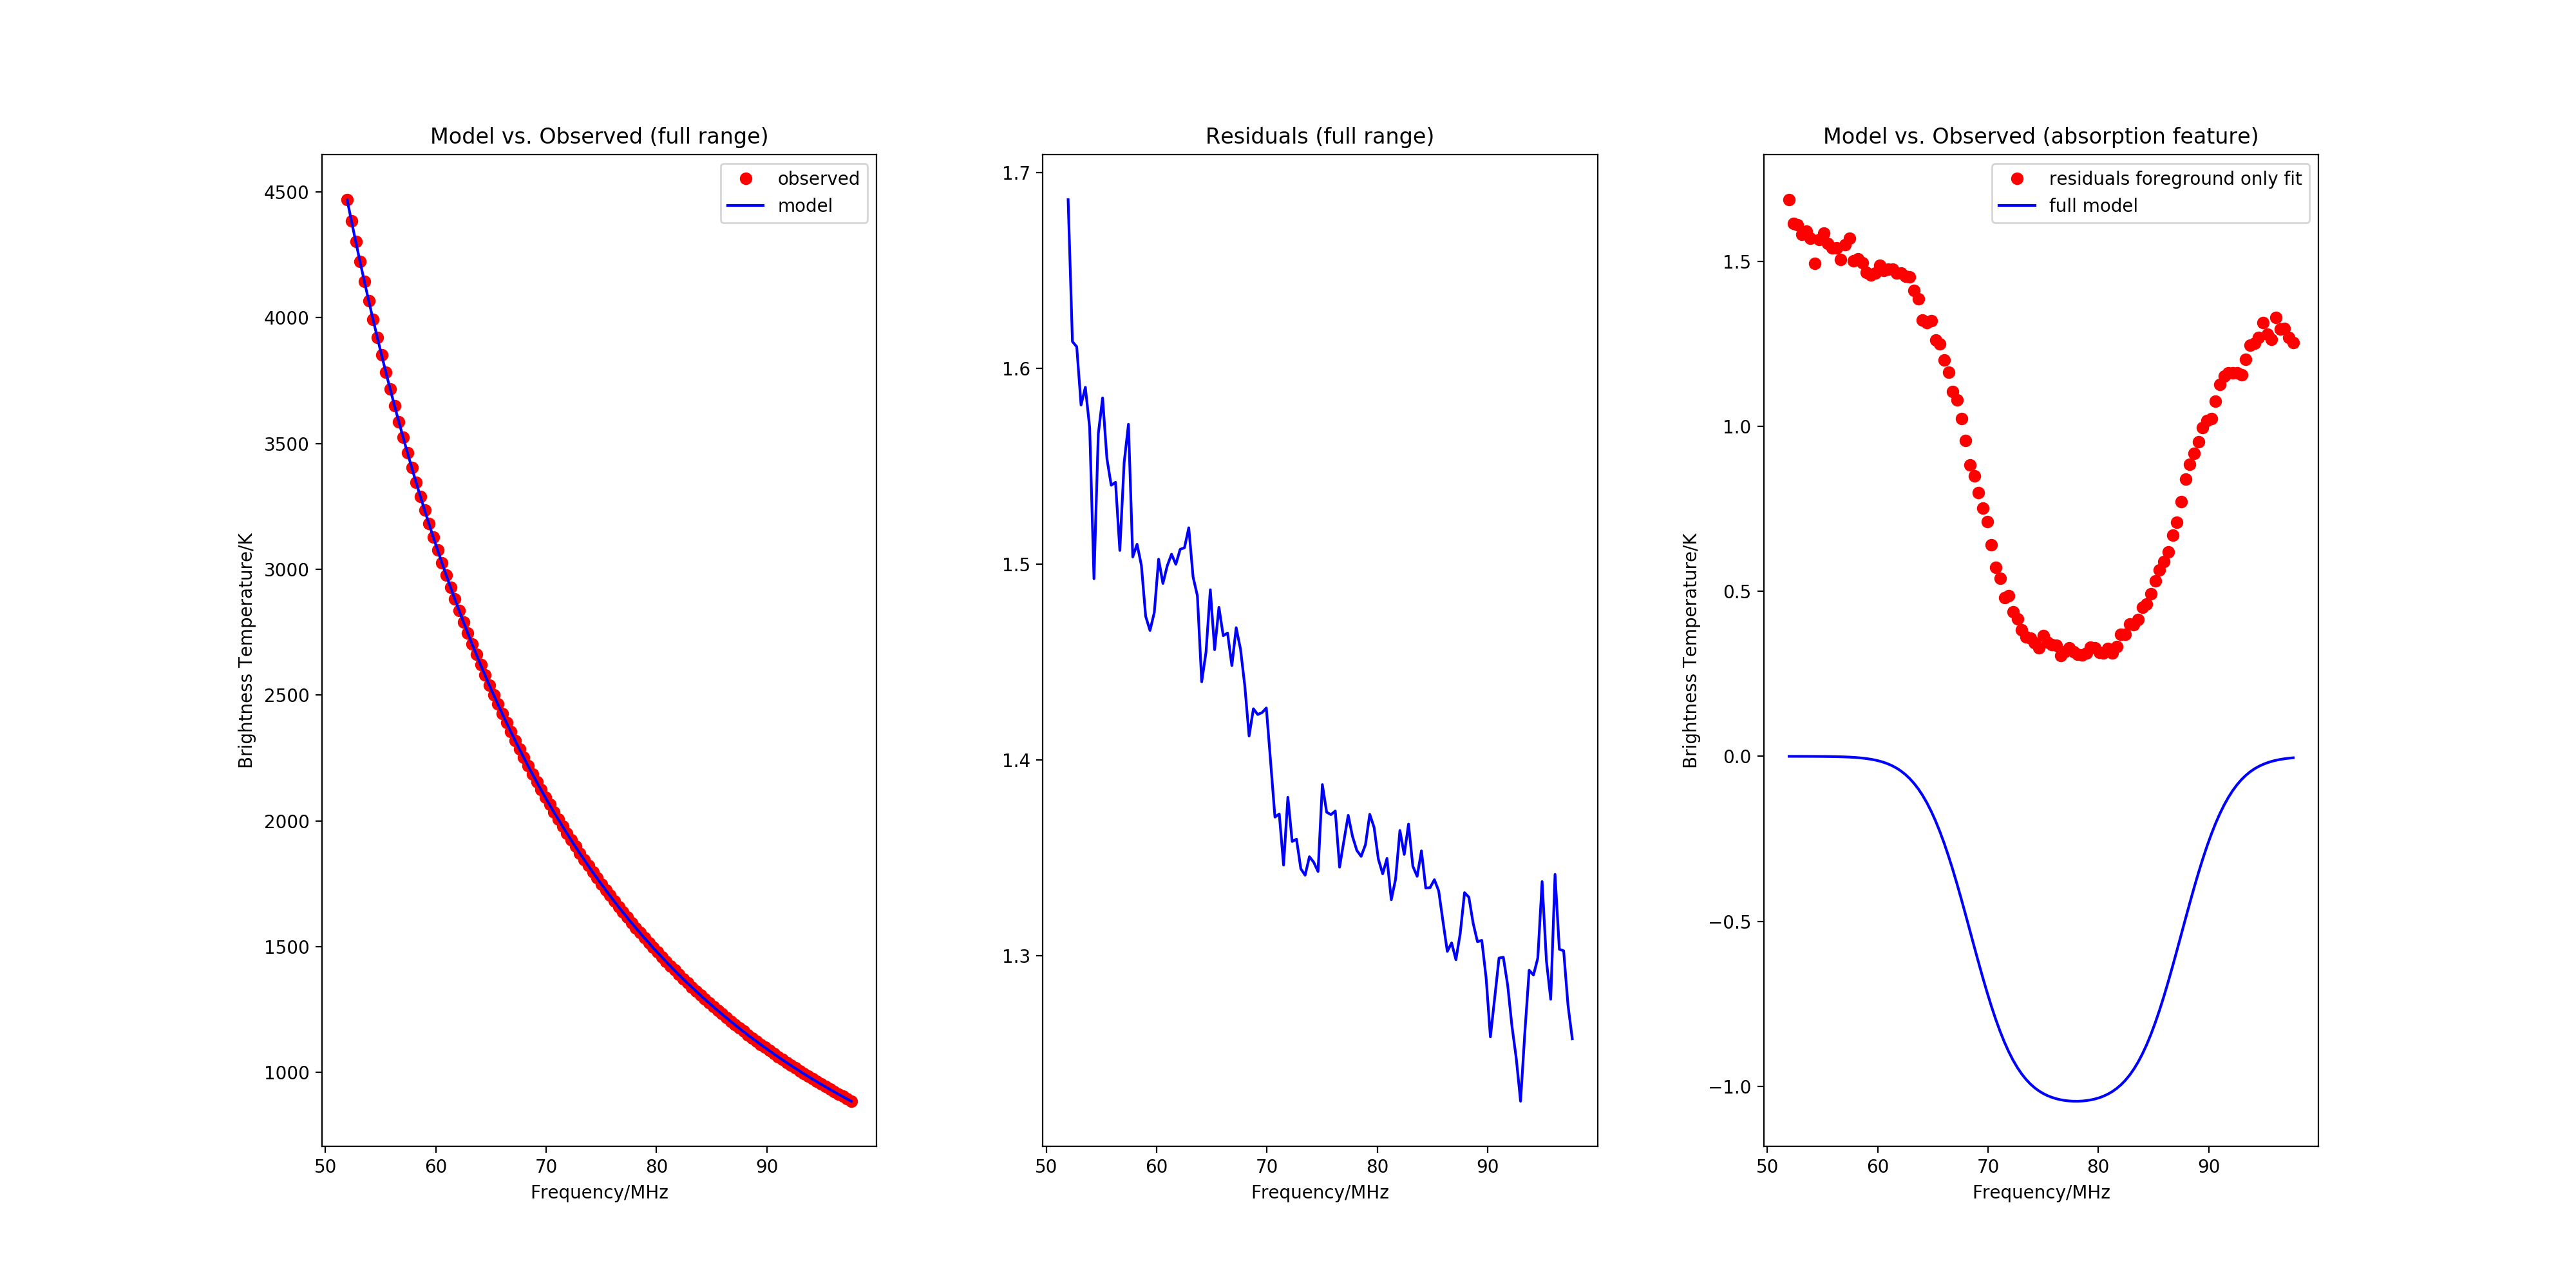 Model vs. Observed (full range)
observed
model
4500
4000
3500
3000
2500
2000
1500
1000
Brightness Temperature/K
50 60 70 80 90
Frequency/MHz
Residuals (full range)
1.7
1.6
1.5
1.4
1.3
50 60 70 80 90
Frequency/MHz
Model vs. Observed (absorption feature)
residuals foreground only fit
full model
1.5
1.0
0.5
0.0
−0.5
−1.0
Brightness Temperature/K
50 60 70 80 90
Frequency/MHz